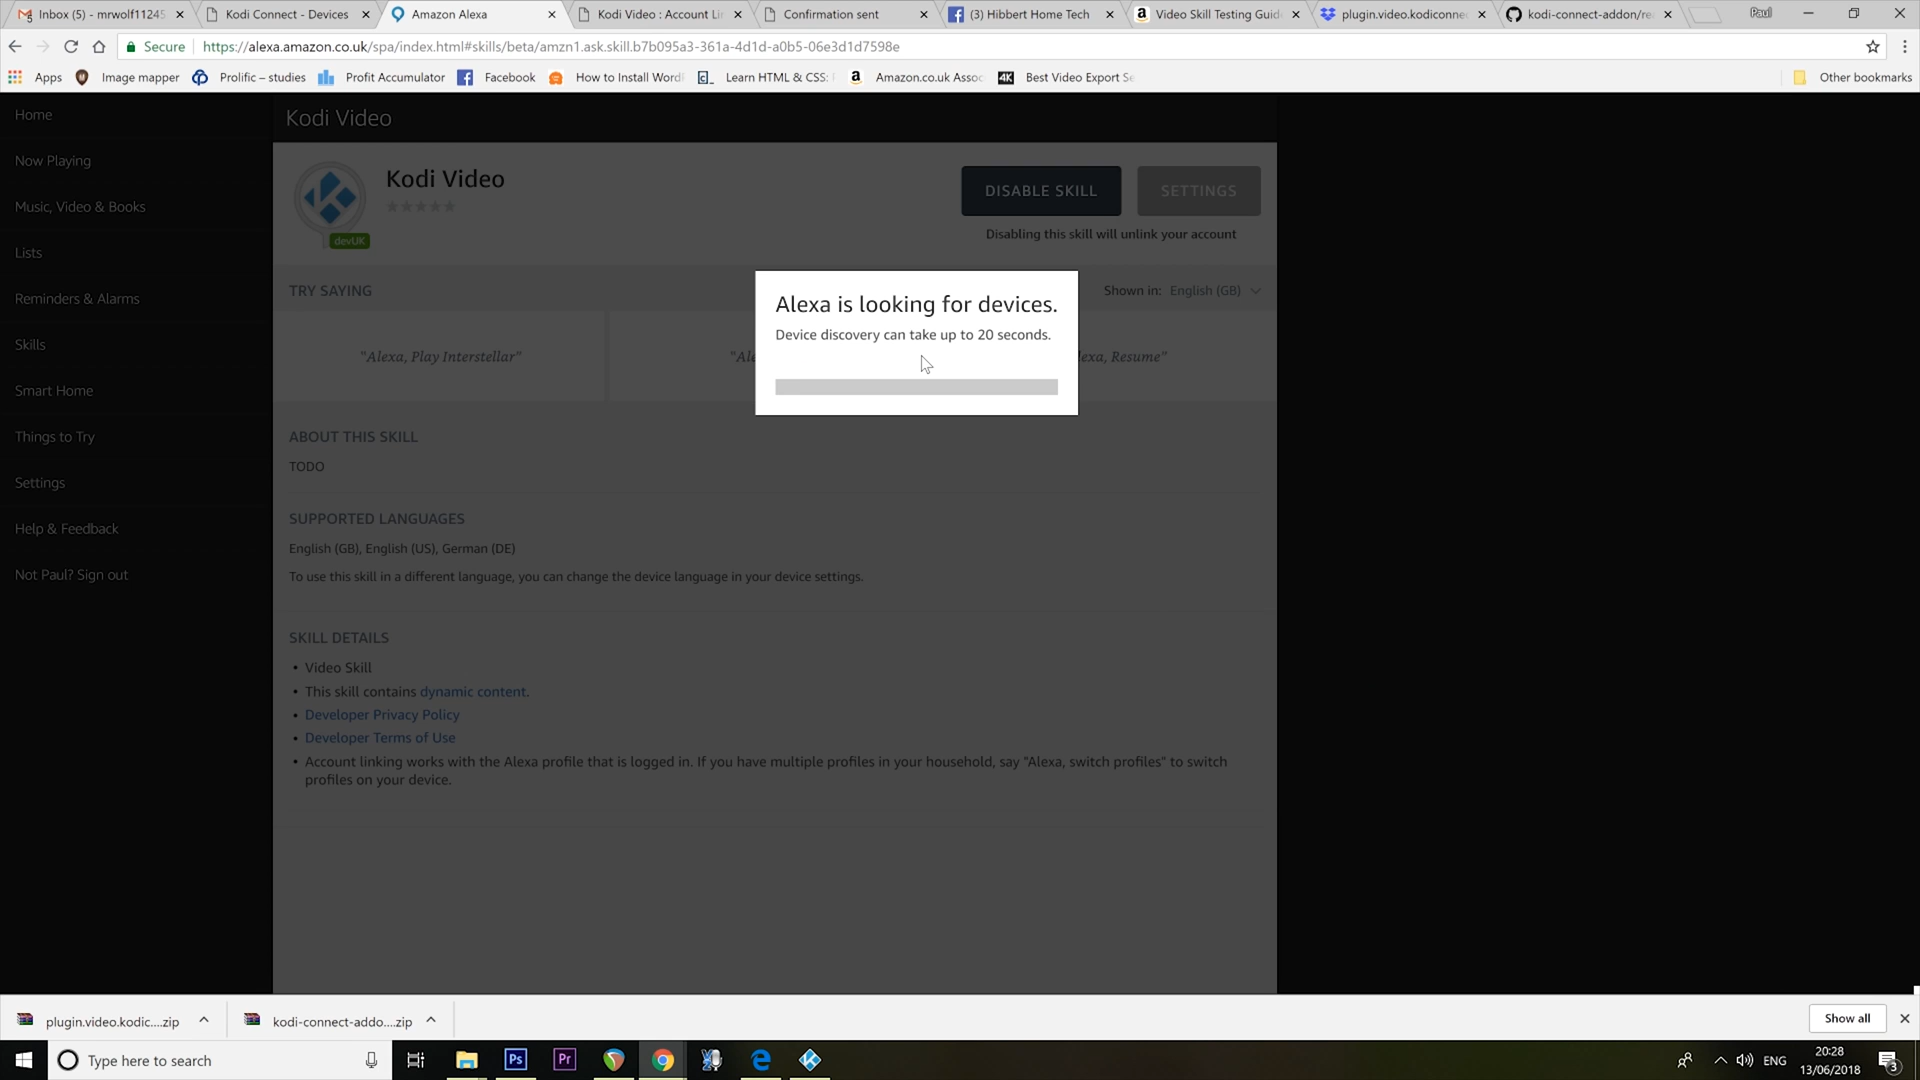 Inbox (5) - mrwolf11245
Kodi Connect - Devices
Amazon Alexa
Kodi Video : Account Lin
Confirmation sent
(3) Hibbert Home Tech
Video Skill Testing Guid
plugin.video.kodiconne
kodi-connect-addon/re
Paul
Secure
https://alexa.amazon.co.uk/spa/index.html#skills/beta/amzn1.ask.skill.b7b095a3-361a-4d1d-a0b5-06e3d1d7598e
Apps
Image mapper
Prolific – studies
Profit Accumulator
Facebook
How to Install Word
Learn HTML & CSS:
Amazon.co.uk Assoc
4K
Best Video Export Se
Other bookmarks
Home
Now Playing
Music, Video & Books
Lists
Reminders & Alarms
Skills
Smart Home
Things to Try
Settings
Help & Feedback
Not Paul? Sign out
Kodi Video
Kodi Video
devUK
DISABLE SKILL
SETTINGS
Disabling this skill will unlink your account
TRY SAYING
Shown in: English (GB)
"Alexa, Play Interstellar"
"Ale
exa, Resume"
Alexa is looking for devices.
Device discovery can take up to 20 seconds.
ABOUT THIS SKILL
TODO
SUPPORTED LANGUAGES
English (GB), English (US), German (DE)
To use this skill in a different language, you can change the device language in your device settings.
SKILL DETAILS
• Video Skill
• This skill contains dynamic content.
• Developer Privacy Policy
• Developer Terms of Use
• Account linking works with the Alexa profile that is logged in. If you have multiple profiles in your household, say "Alexa, switch profiles" to switch
profiles on your device.
plugin.video.kodic....zip
kodi-connect-addo....zip
Show all
Type here to search
Ps
Pr
ENG
20:28
13/06/2018
3